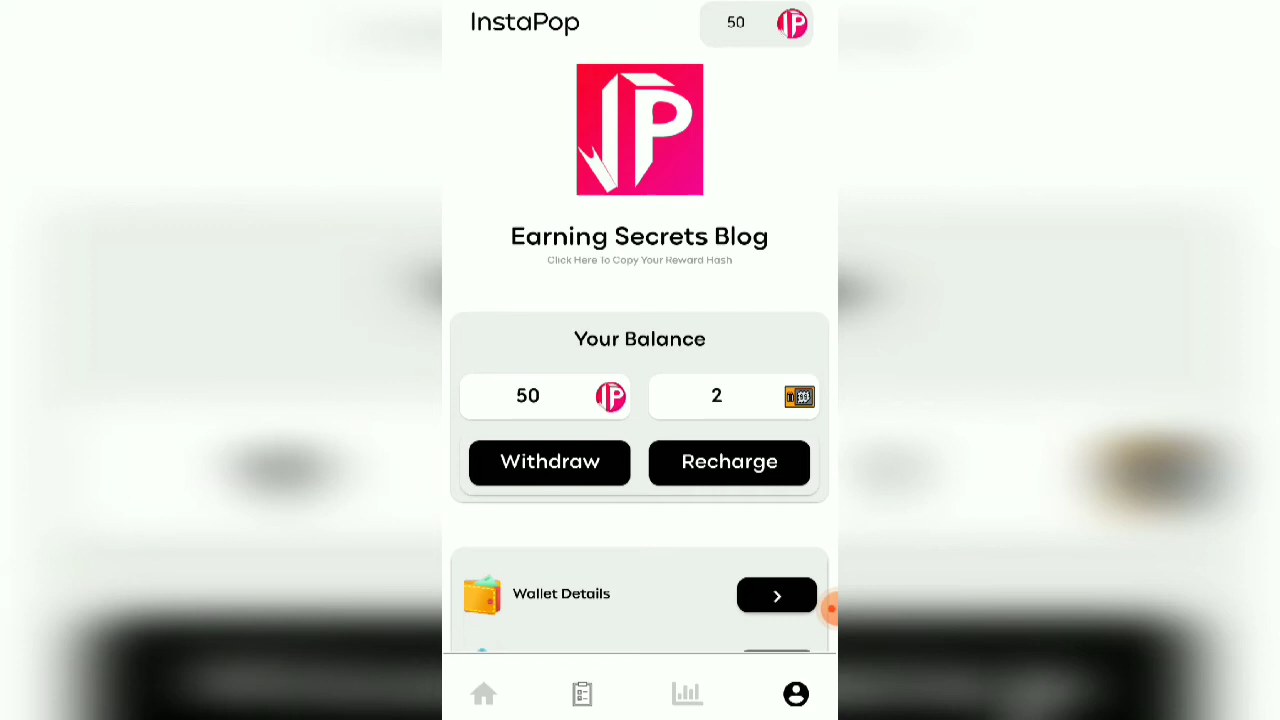 InstaPop
50
IP
Earning Secrets Blog
Click Here To Copy Your Reward Hash
Your Balance
50
2
Withdraw
Recharge
Wallet Details